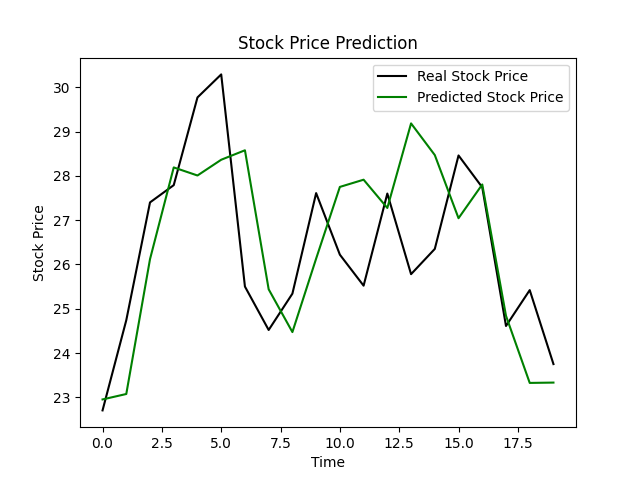 Stock Price Prediction
Real Stock Price
Predicted Stock Price
Stock Price
30
29
28
27
26
25
24
23
0.0 2.5 5.0 7.5 10.0 12.5 15.0 17.5
Time